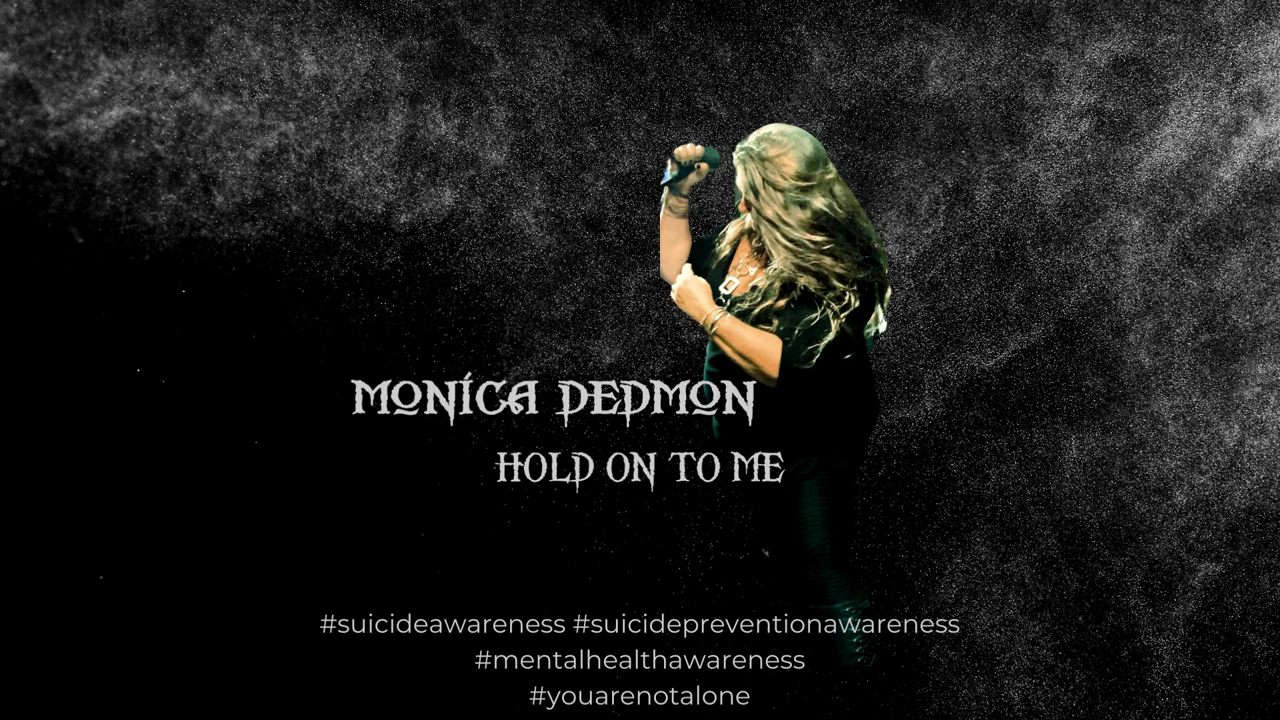 MONÍCA DEDMON
HOLD ON TO ME
#suicideawareness #suicidepreventionawareness
#mentalhealthawareness
#youarenotalone